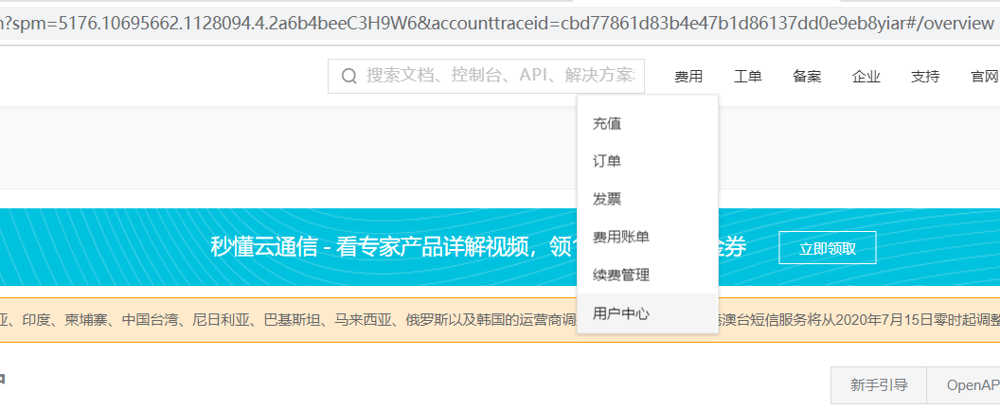 m?spm=5176.10695662.1128094.4.2a6b4beeC3H9W6&accounttraceid=cbd77861d83b4e47b1d86137dd0e9eb8yiar#/overview
搜索文档、控制台、API、解决方案
费用 工单 备案 企业 支持 官网
充值
订单
发票
费用账单
续费管理
用户中心
秒懂云通信 - 看专家产品详解视频，领 金券 立即领取
亚、印度、柬埔寨、中国台湾、尼日利亚、巴基斯坦、马来西亚、俄罗斯以及韩国的运营商调 港澳台短信服务将从2020年7月15日零时起调整
新手引导 OpenAP